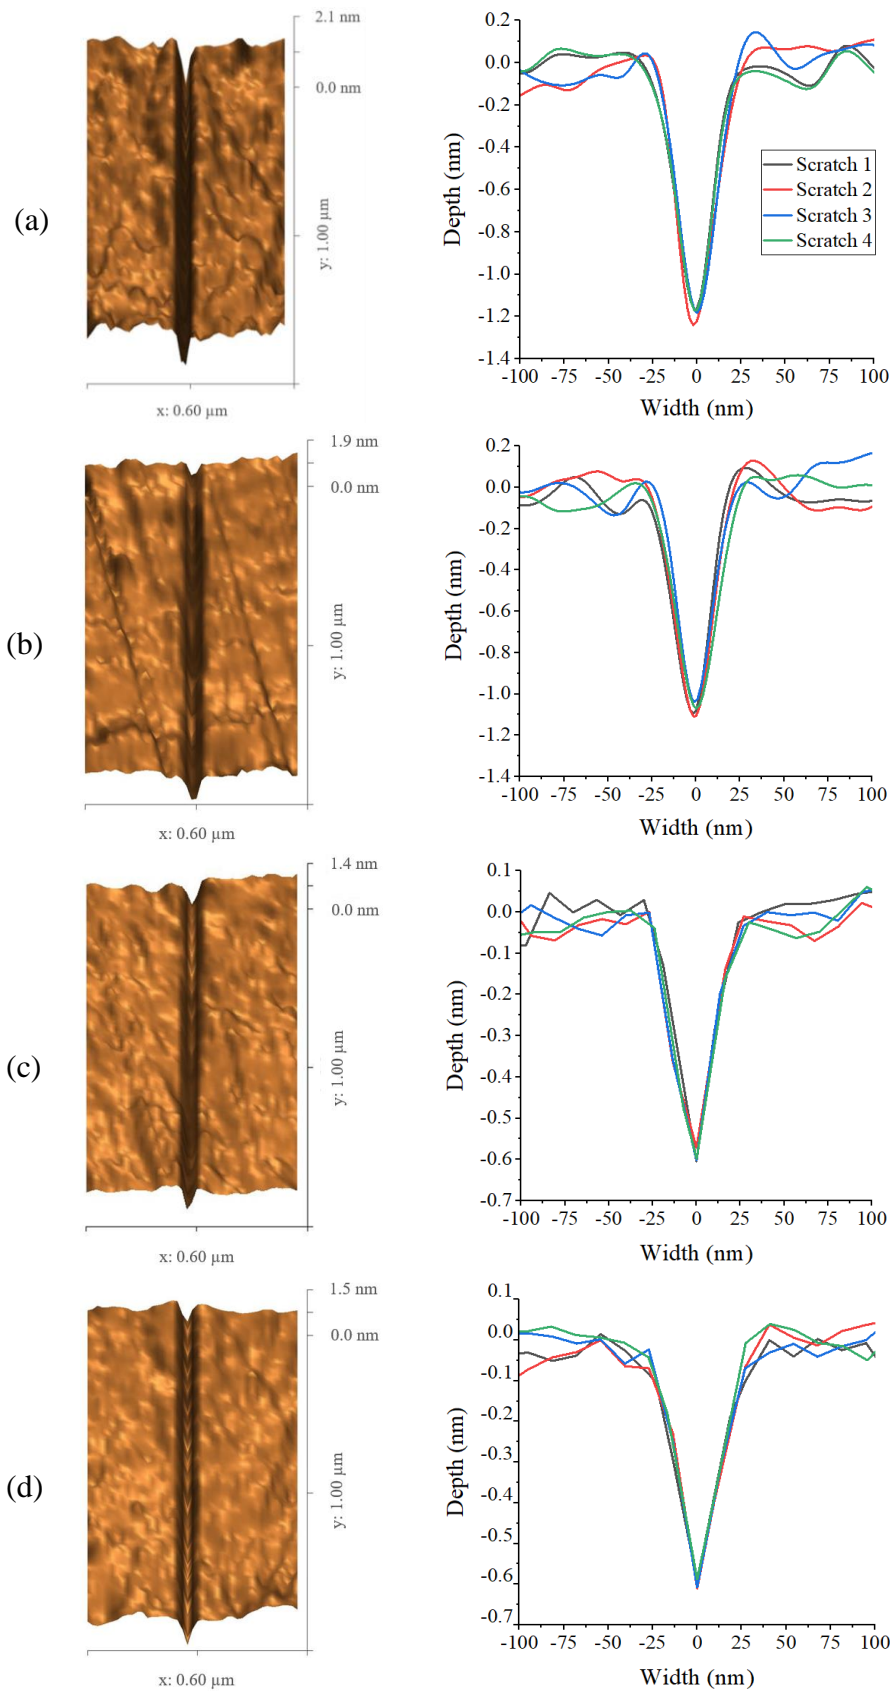 (a)
2.1 nm
0.0 nm
y: 1.00 µm
x: 0.60 µm
Depth (nm)
0.2
0.0
-0.2
-0.4
-0.6
-0.8
-1.0
-1.2
-1.4
Scratch 1
Scratch 2
Scratch 3
Scratch 4
-100 -75 -50 -25 0 25 50 75 100
Width (nm)
(b)
1.9 nm
0.0 nm
y: 1.00 µm
x: 0.60 µm
Depth (nm)
0.2
0.0
-0.2
-0.4
-0.6
-0.8
-1.0
-1.2
-1.4
-100 -75 -50 -25 0 25 50 75 100
Width (nm)
(c)
1.4 nm
0.0 nm
y: 1.00 µm
x: 0.60 µm
Depth (nm)
0.1
0.0
-0.1
-0.2
-0.3
-0.4
-0.5
-0.6
-0.7
-100 -75 -50 -25 0 25 50 75 100
Width (nm)
(d)
1.5 nm
0.0 nm
y: 1.00 µm
x: 0.60 µm
Depth (nm)
0.1
0.0
-0.1
-0.2
-0.3
-0.4
-0.5
-0.6
-0.7
-100 -75 -50 -25 0 25 50 75 100
Width (nm)